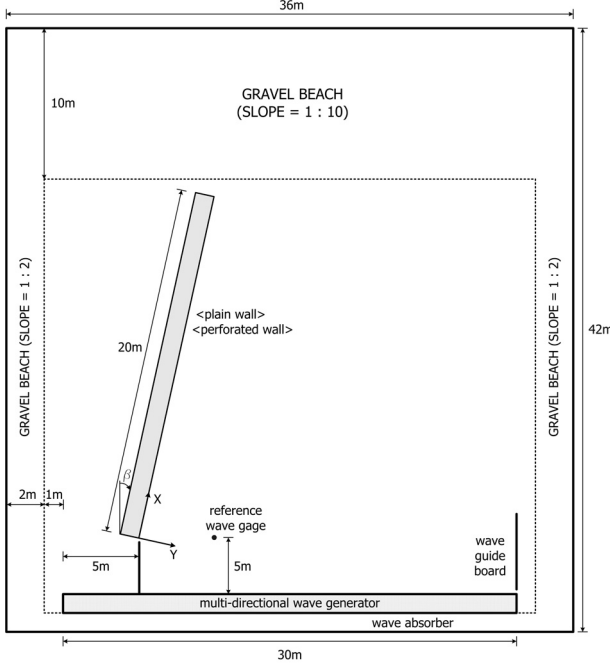 36m
10m
GRAVEL BEACH
(SLOPE = 1 : 10)
GRAVEL BEACH (SLOPE = 1 : 2)
<plain wall>
<perforated wall>
GRAVEL BEACH (SLOPE = 1 : 2)
42m
20m
β
X
2m
1m
reference
wave gage
Y
wave
guide
board
5m
5m
multi-directional wave generator
wave absorber
30m